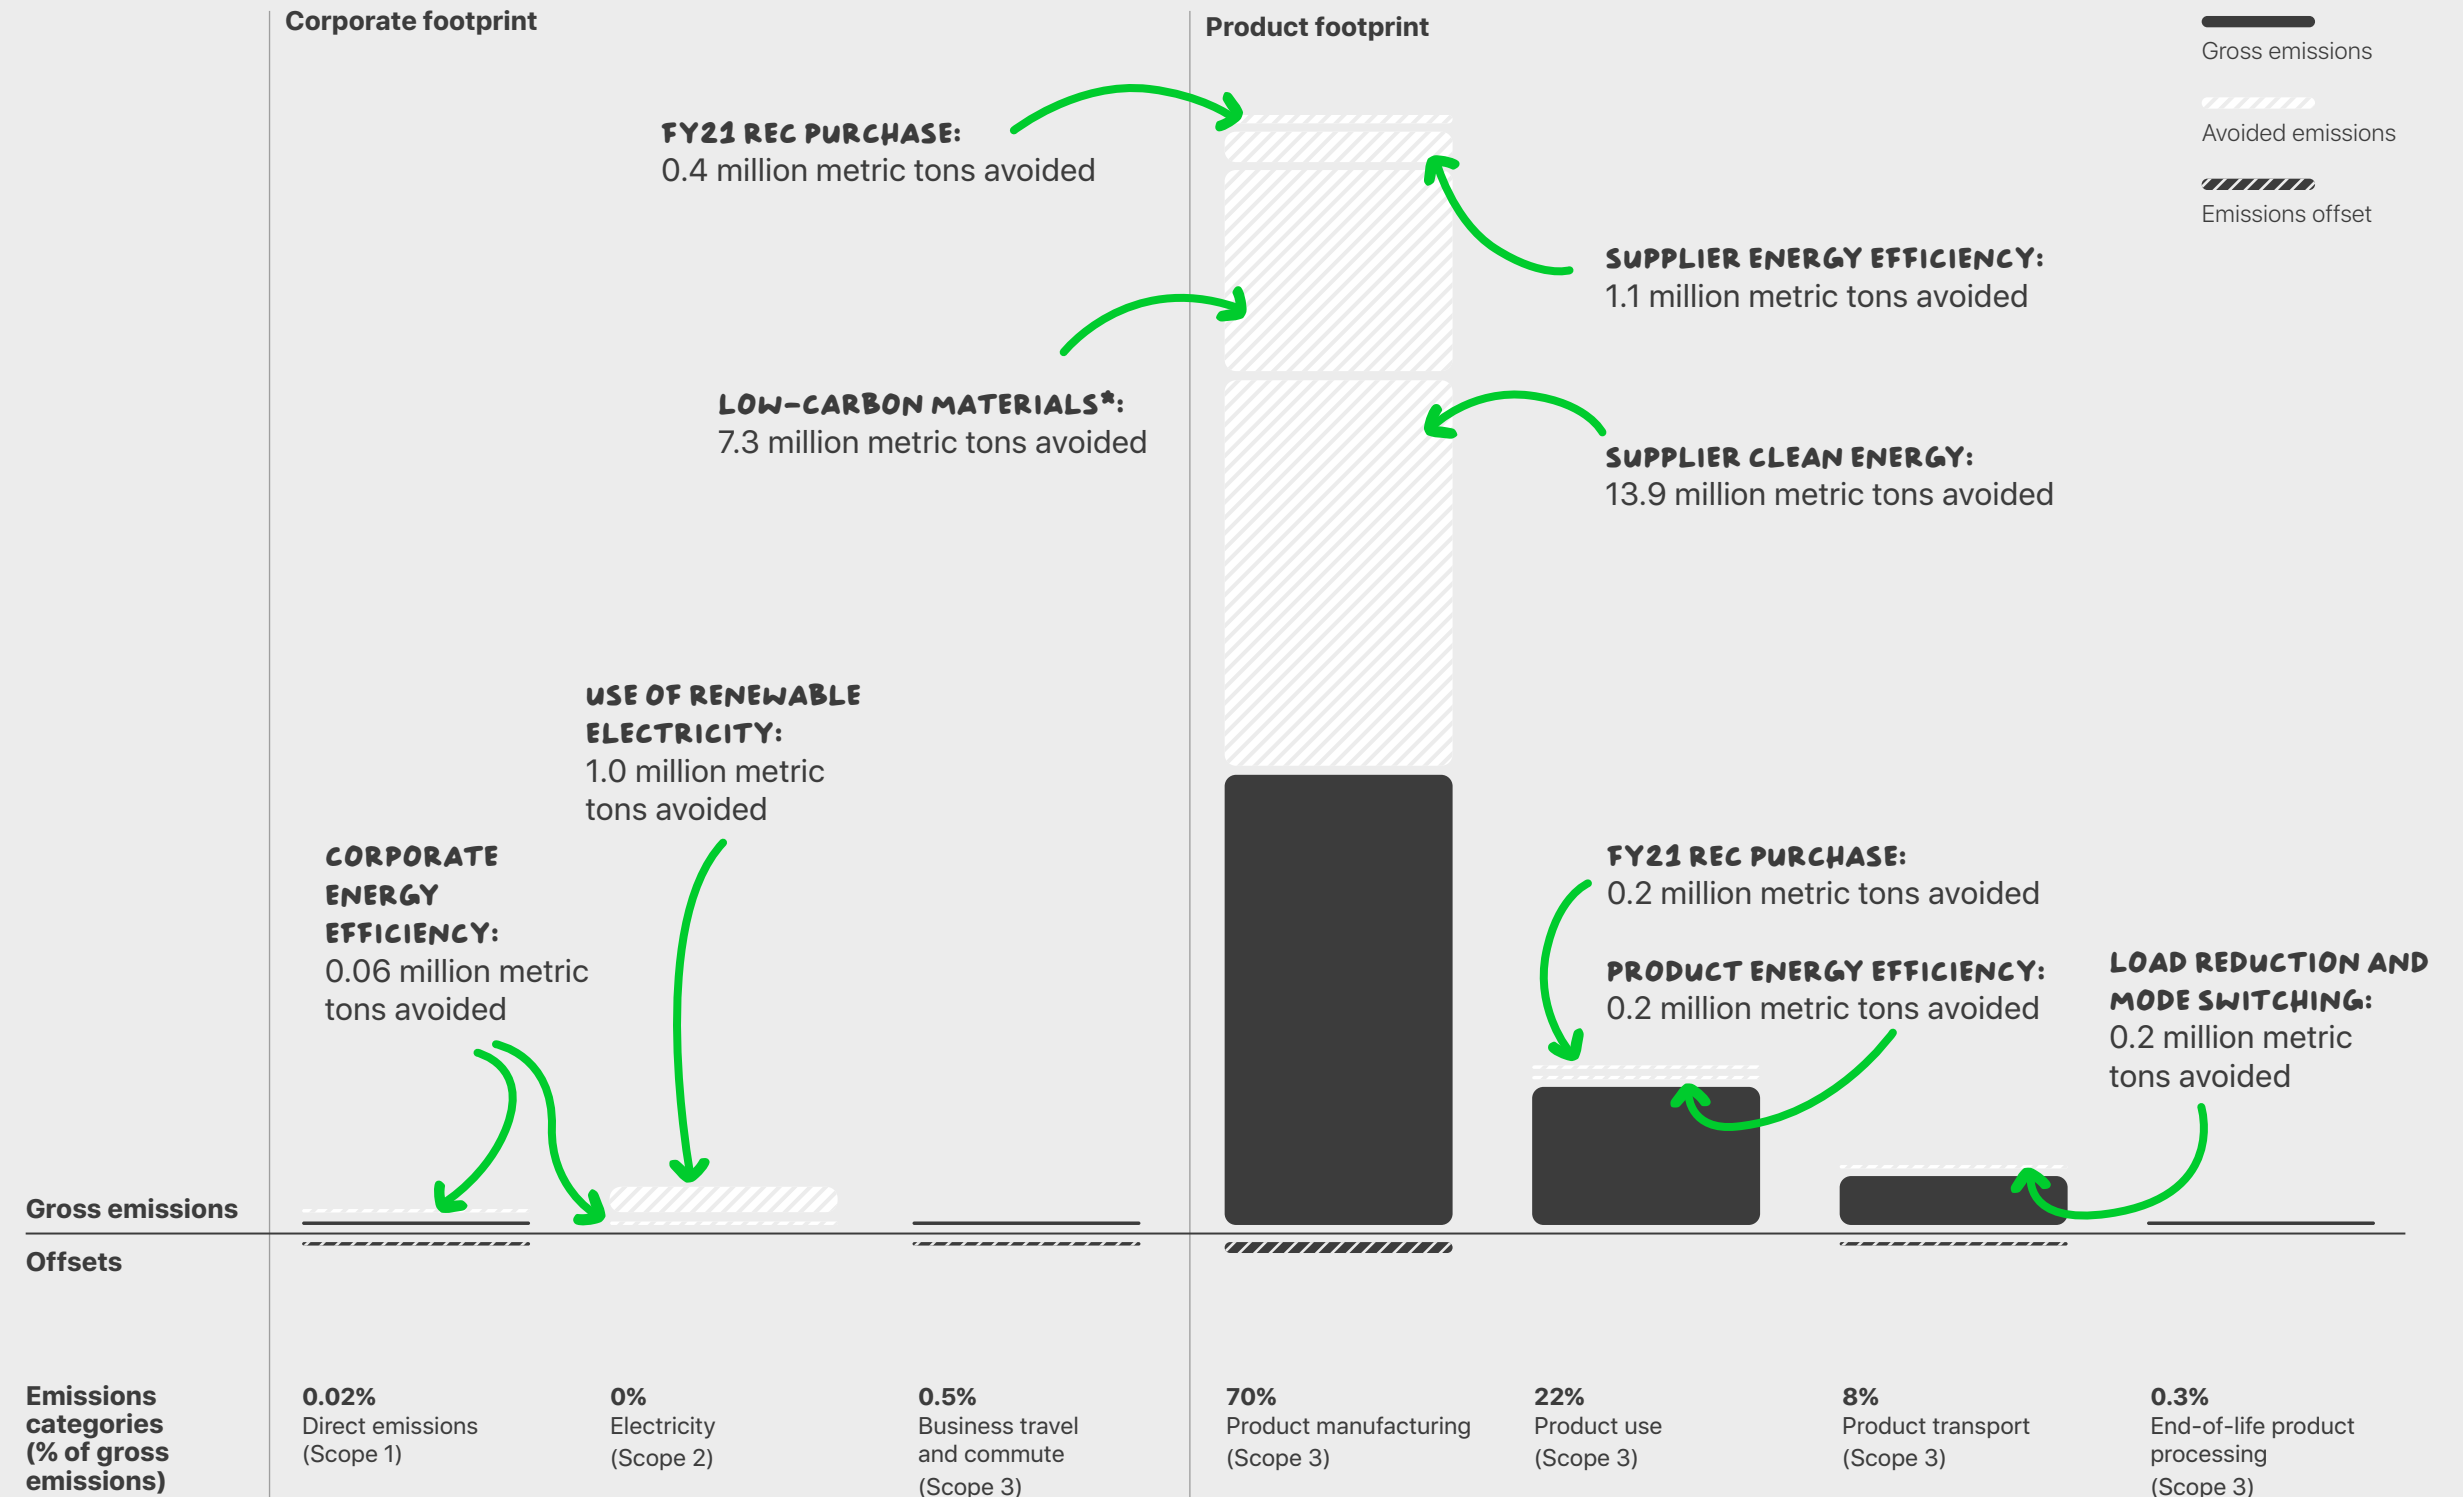 Corporate footprint
Product footprint
Gross emissions
Avoided emissions
Emissions offset
FY21 REC PURCHASE:
0.4 million metric tons avoided
SUPPLIER ENERGY EFFICIENCY:
1.1 million metric tons avoided
LOW-CARBON MATERIALS*:
7.3 million metric tons avoided
SUPPLIER CLEAN ENERGY:
13.9 million metric tons avoided
USE OF RENEWABLE
ELECTRICITY:
1.0 million metric
tons avoided
CORPORATE
ENERGY
EFFICIENCY:
0.06 million metric
tons avoided
FY21 REC PURCHASE:
0.2 million metric tons avoided
PRODUCT ENERGY EFFICIENCY:
0.2 million metric tons avoided
LOAD REDUCTION AND
MODE SWITCHING:
0.2 million metric
tons avoided
Gross emissions
Offsets
Emissions
categories
(% of gross
emissions)
0.02%
Direct emissions
(Scope 1)
0%
Electricity
(Scope 2)
0.5%
Business travel
and commute
(Scope 3)
70%
Product manufacturing
(Scope 3)
22%
Product use
(Scope 3)
8%
Product transport
(Scope 3)
0.3%
End-of-life product
processing
(Scope 3)